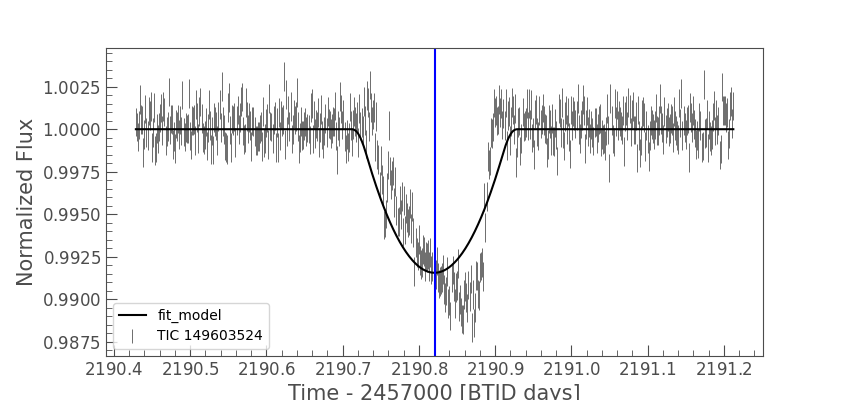 Normalized Flux
1.0025
1.0000
0.9975
0.9950
0.9925
0.9900
0.9875
fit_model
TIC 149603524
2190.4 2190.5 2190.6 2190.7 2190.8 2190.9 2191.0 2191.1 2191.2
Time - 2457000 [BTJD days]